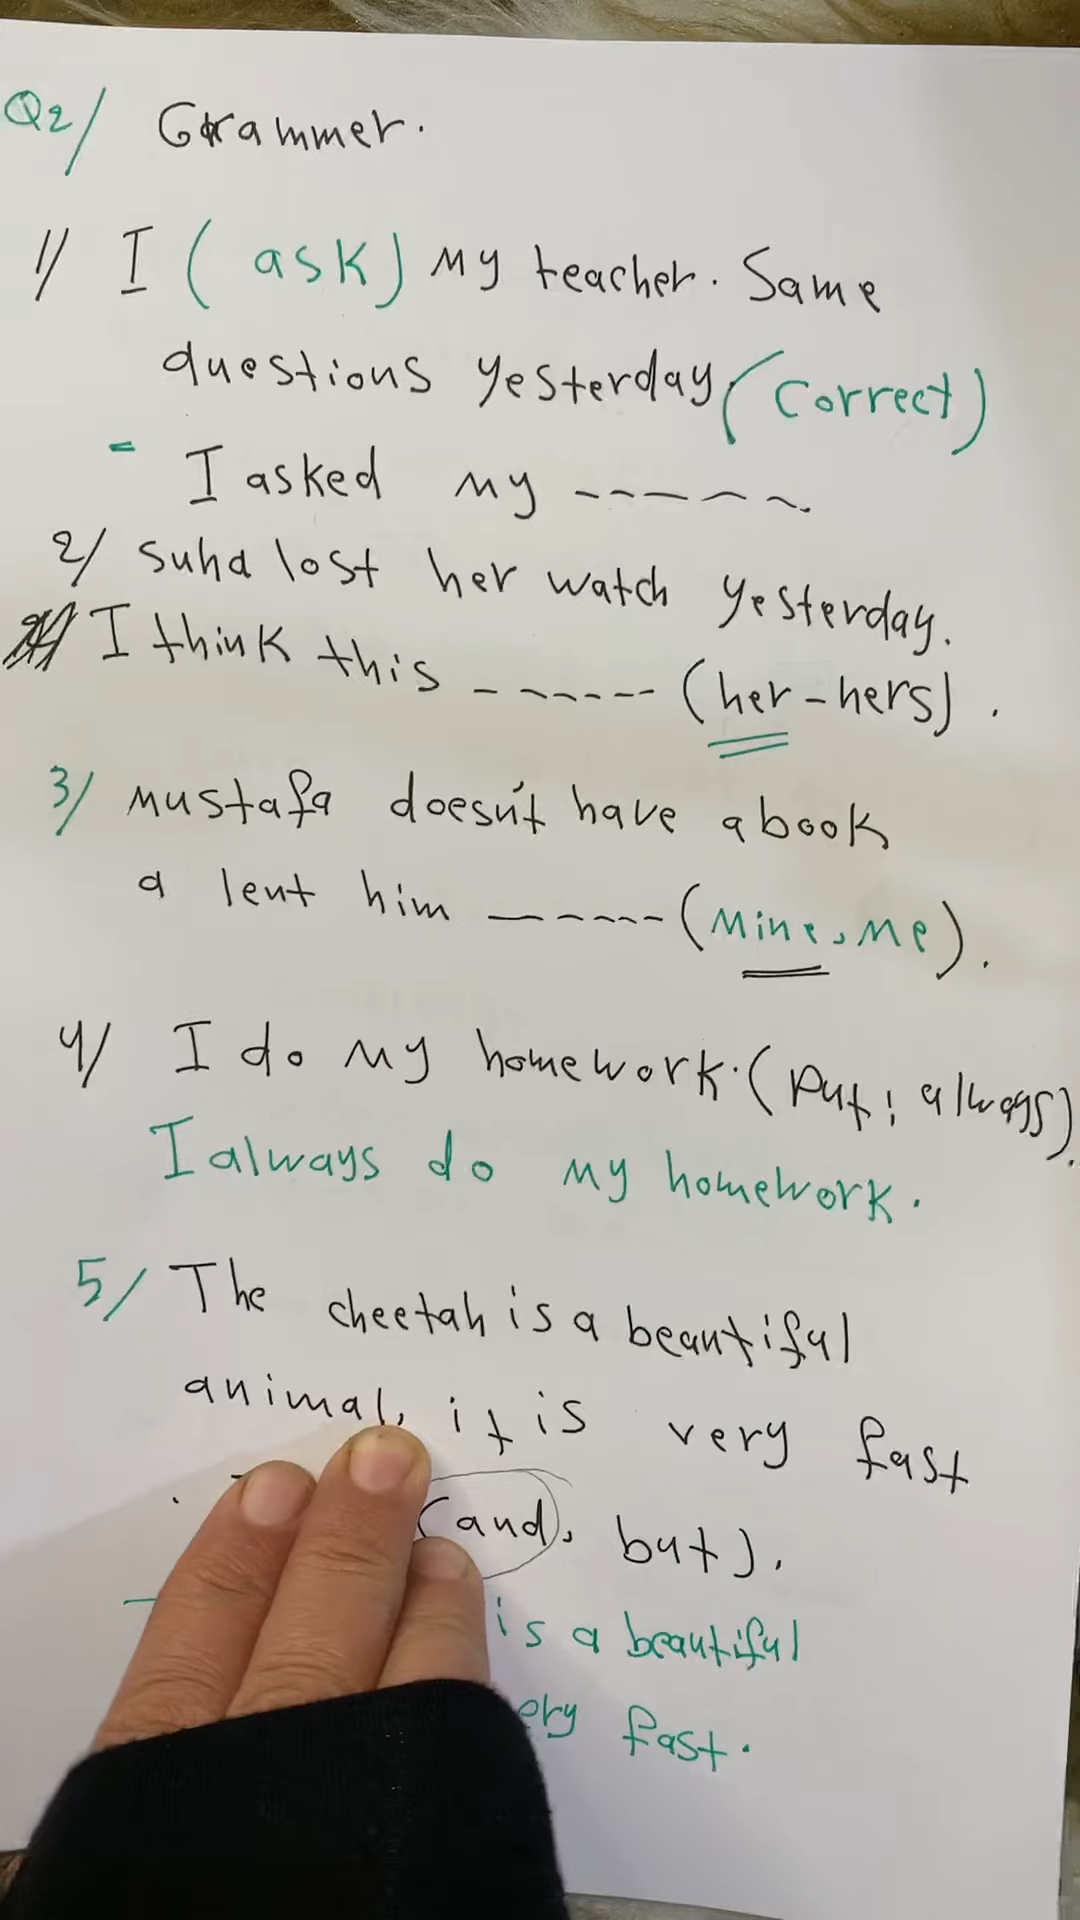 Q2/ Grammer.
1/ I (ask) my teacher. Same
questions yesterday (Correct)
- I asked my ------.
2/ suha lost her watch yesterday.
I think this ------ (her-hers).
3/ Mustafa doesn't have a book
a lent him ------ (Mine, Me).
4/ I do my homework. (Put: always).
I always do my homework.
5/ The cheetah is a beautiful
animal, it is very fast
(and, but).
is a beautiful
fast.